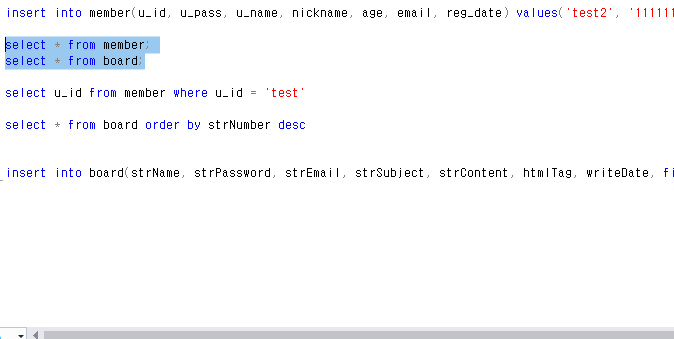 insert into member(u_id, u_pass, u_name, nickname, age, email, reg_date) values('test2', '111111
select * from member;
select * from board;
select u_id from member where u_id = 'test'
select * from board order by strNumber desc
insert into board(strName, strPassword, strEmail, strSubject, strContent, htmlTag, writeDate, fi